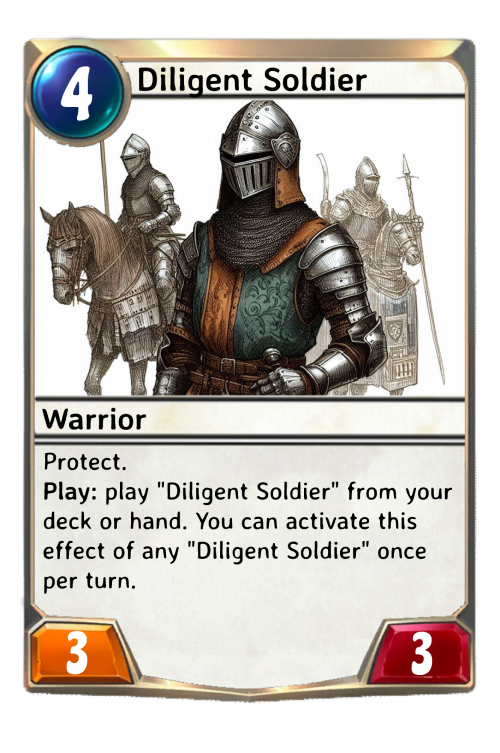 4
Diligent Soldier
Warrior
Protect.
Play: play "Diligent Soldier" from your
deck or hand. You can activate this
effect of any "Diligent Soldier" once
per turn.
3
3